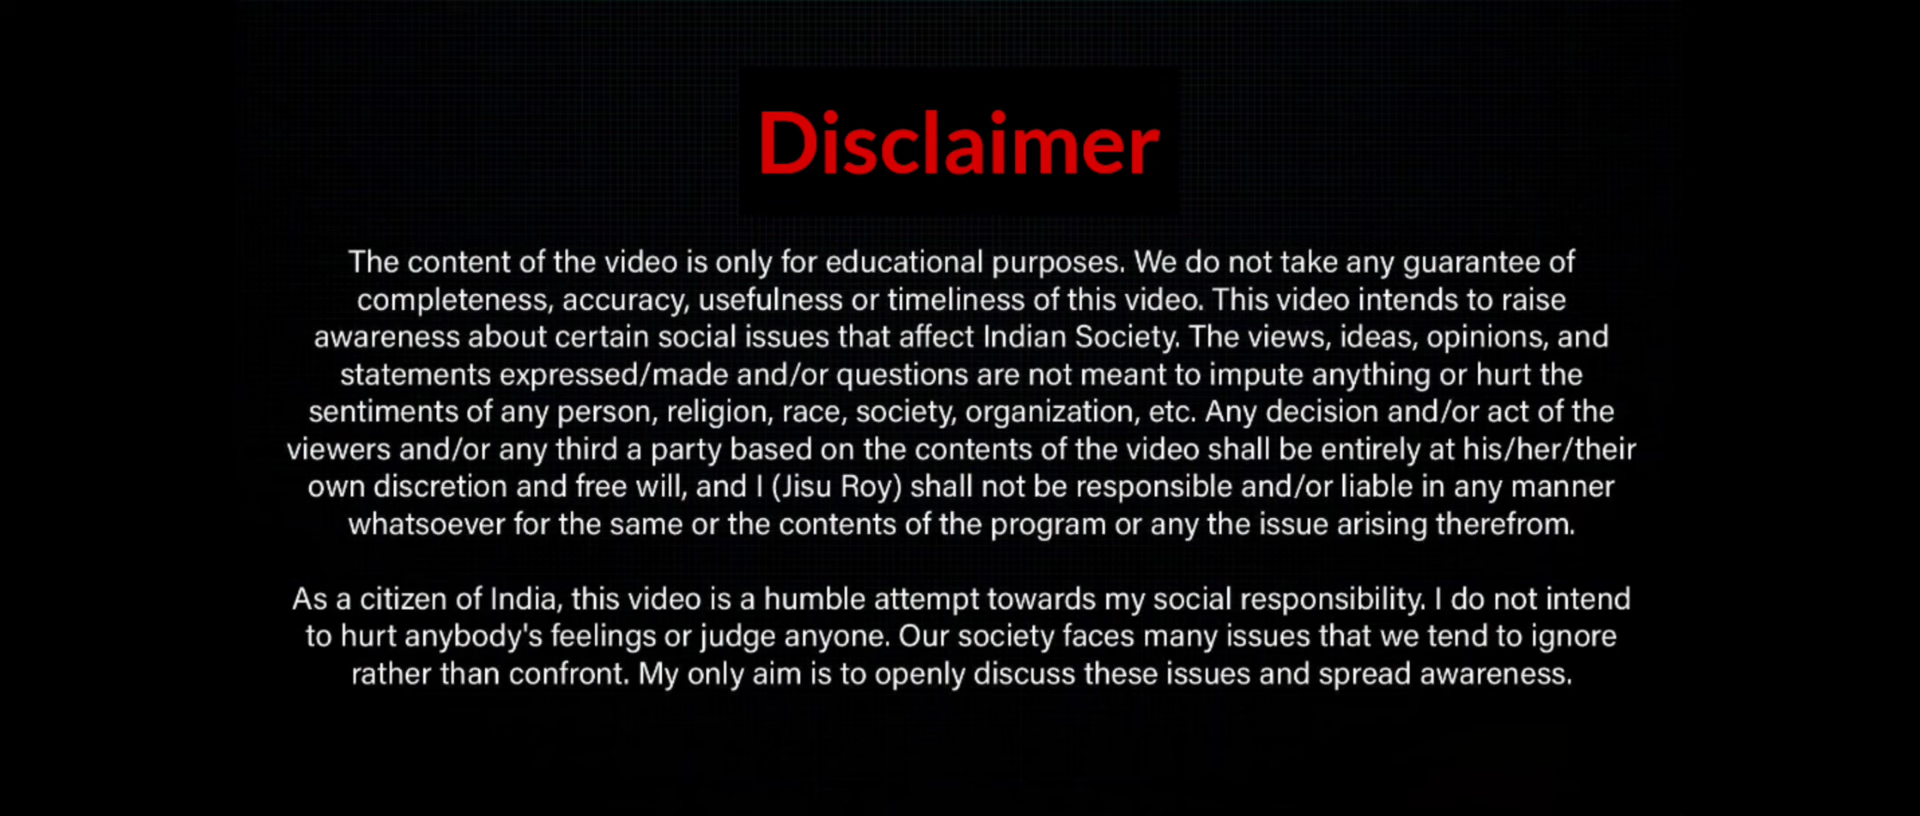 Disclaimer
The content of the video is only for educational purposes. We do not take any guarantee of
completeness, accuracy, usefulness or timeliness of this video. This video intends to raise
awareness about certain social issues that affect Indian Society. The views, ideas, opinions, and
statements expressed/made and/or questions are not meant to impute anything or hurt the
sentiments of any person, religion, race, society, organization, etc. Any decision and/or act of the
viewers and/or any third a party based on the contents of the video shall be entirely at his/her/their
own discretion and free will, and I (Jisu Roy) shall not be responsible and/or liable in any manner
whatsoever for the same or the contents of the program or any the issue arising therefrom.
As a citizen of India, this video is a humble attempt towards my social responsibility. I do not intend
to hurt anybody's feelings or judge anyone. Our society faces many issues that we tend to ignore
rather than confront. My only aim is to openly discuss these issues and spread awareness.